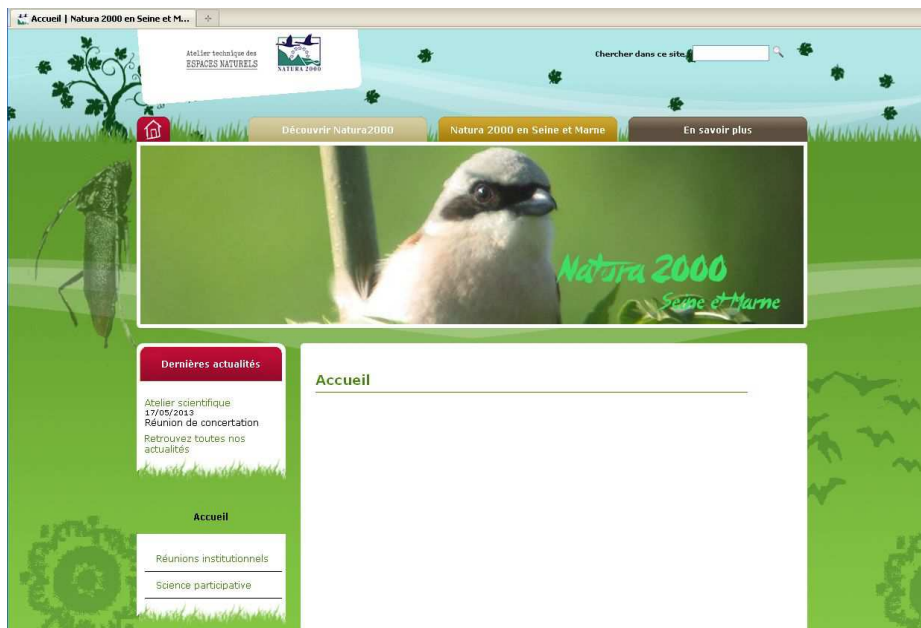 Accueil | Natura 2000 en Seine et M...
Atelier technique des
ESPACES NATURELS
NATURA 2000
Chercher dans ce site
Découvrir Natura2000
Natura 2000 en Seine et Marne
En savoir plus
Natura 2000
Seine et Marne
Dernières actualités
Accueil
Atelier scientifique
17/05/2013
Réunion de concertation
Retrouvez toutes nos
actualités
Accueil
Réunions institutionnels
Science participative